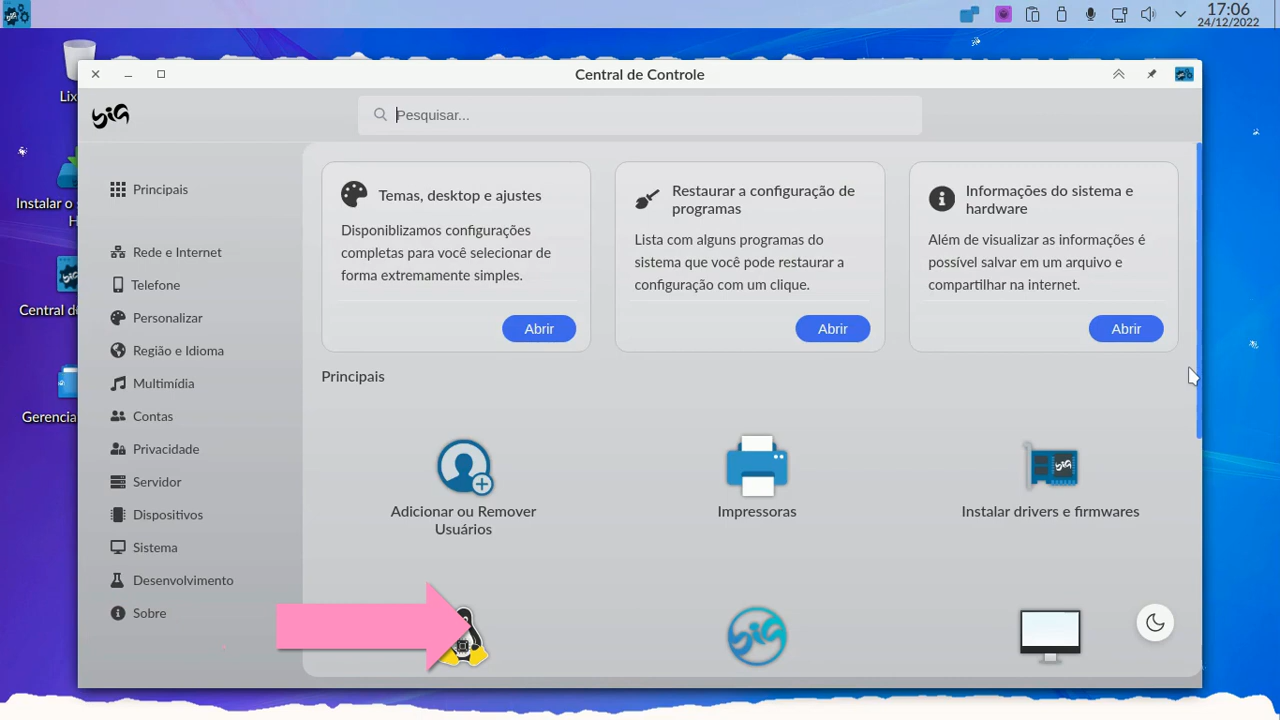 17:06
24/12/2022
Central de Controle
Pesquisar...
Principais
Rede e Internet
Telefone
Personalizar
Região e Idioma
Multimídia
Contas
Privacidade
Servidor
Dispositivos
Sistema
Desenvolvimento
Sobre
Temas, desktop e ajustes
Disponiblizamos configurações
completas para você selecionar de
forma extremamente simples.
Abrir
Restaurar a configuração de
programas
Lista com alguns programas do
sistema que você pode restaurar a
configuração com um clique.
Abrir
Informações do sistema e
hardware
Além de visualizar as informações é
possível salvar em um arquivo e
compartilhar na internet.
Abrir
Principais
Adicionar ou Remover
Usuários
Impressoras
Instalar drivers e firmwares
Lix
Instalar o
H
Central d
Gerencia
big